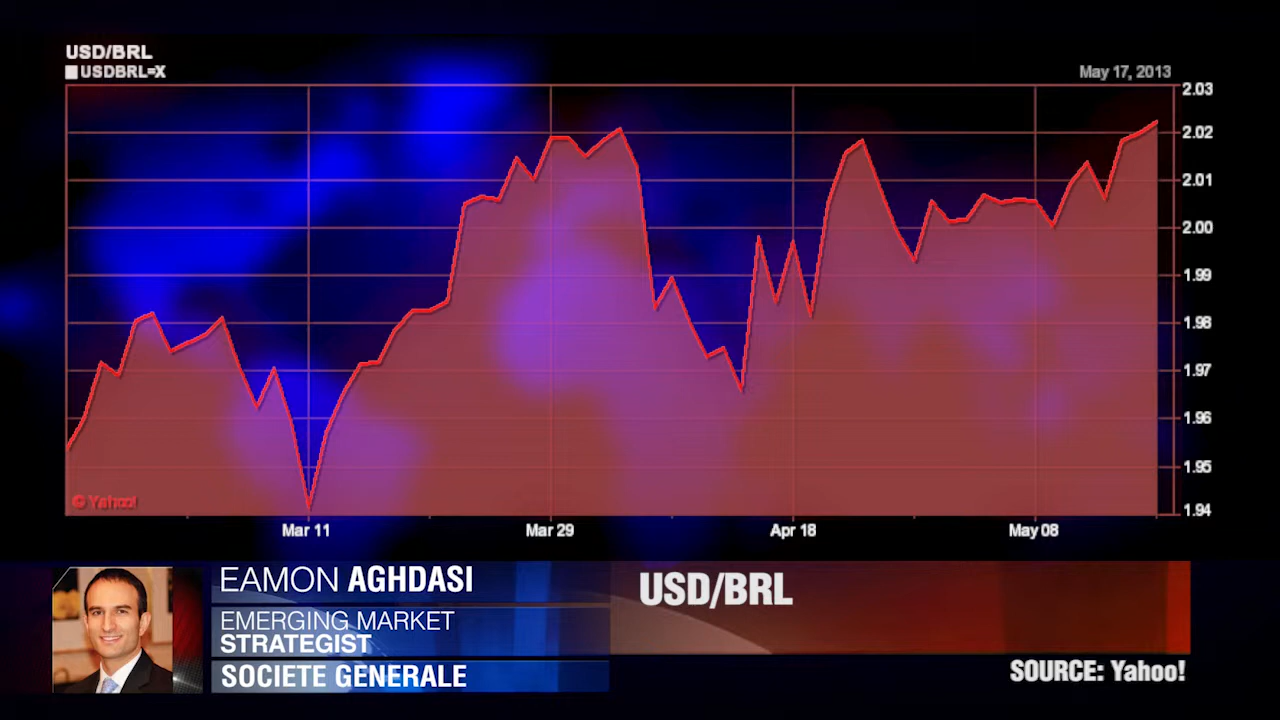 USD/BRL
USDBRL=X
May 17, 2013
2.03
2.02
2.01
2.00
1.99
1.98
1.97
1.96
1.95
1.94
© Yahoo!
Mar 11
Mar 29
Apr 18
May 08
EAMON AGHDASI
EMERGING MARKET
STRATEGIST
SOCIETE GENERALE
USD/BRL
SOURCE: Yahoo!